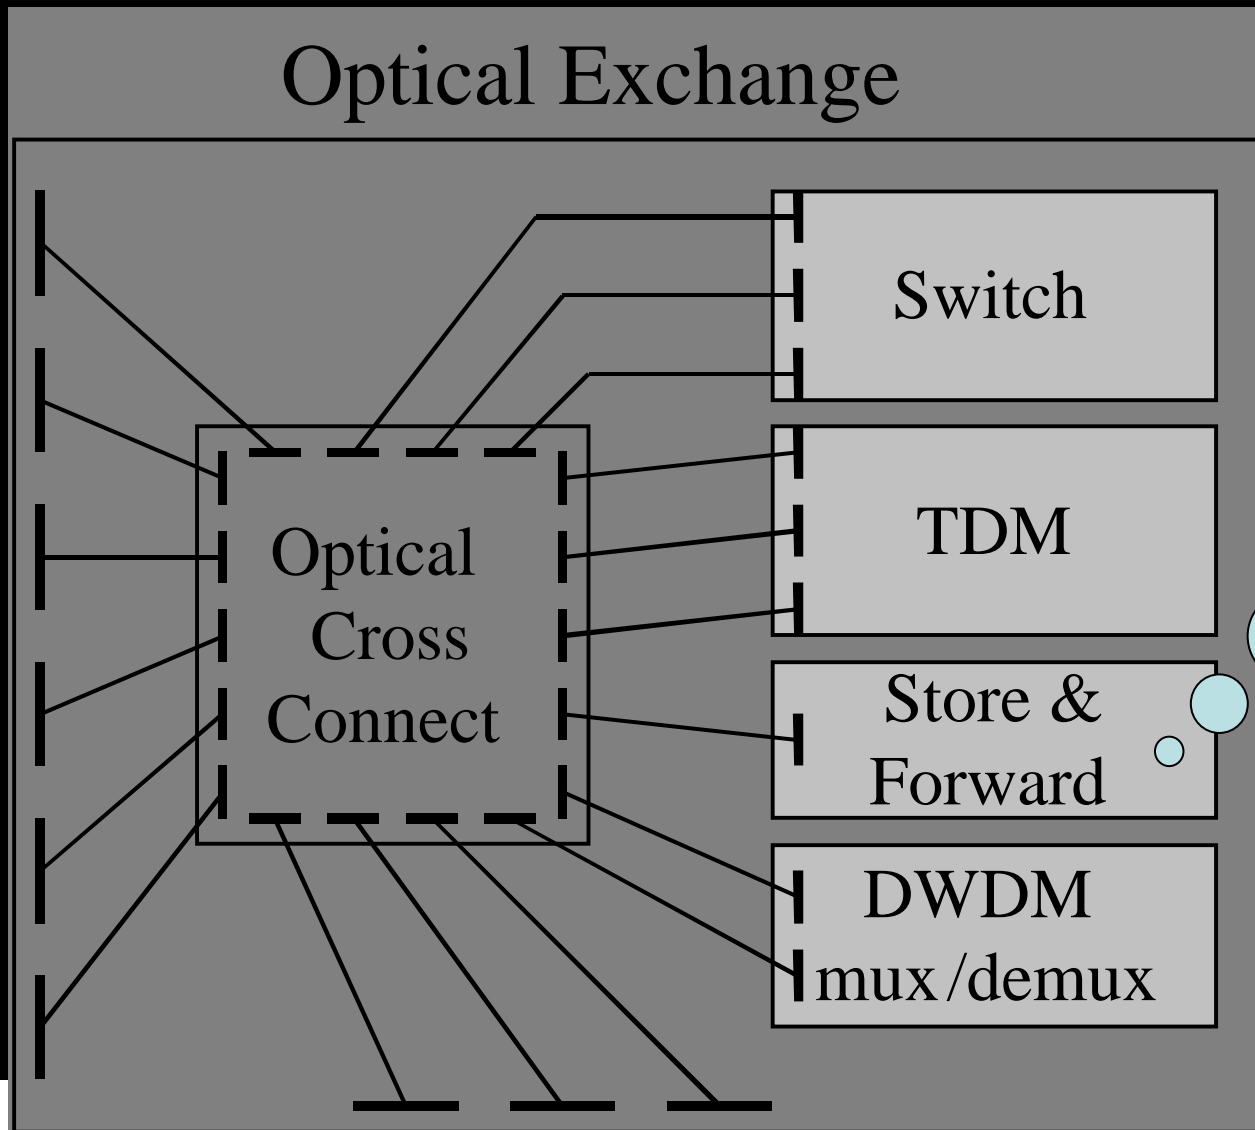 Optical Exchange
Switch
Optical
Cross
Connect
TDM
Store &
Forward
DWDM
mux/demux